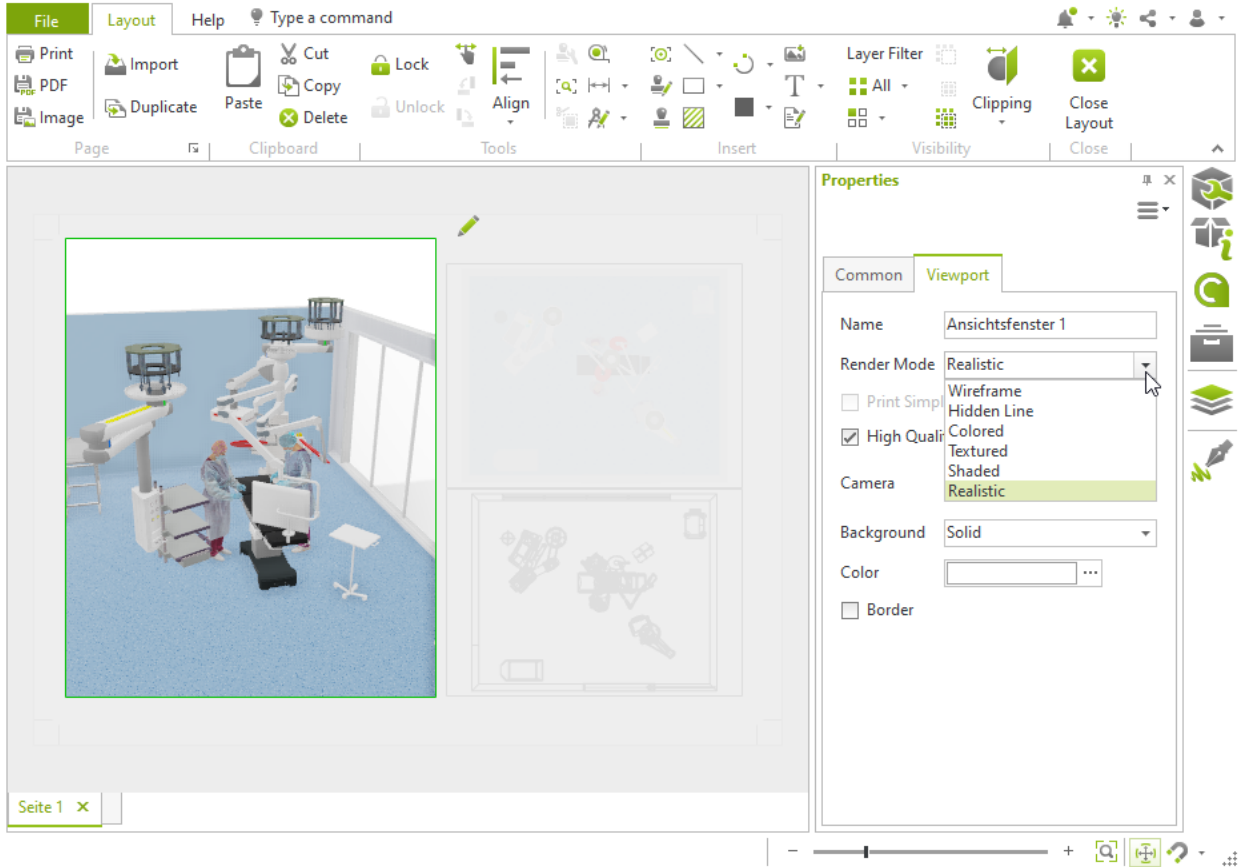 File Layout Help Type a command
Print Import Cut Lock Layer Filter
PDF Copy All
Image Duplicate Paste Delete Unlock Align Clipping Close Layout
Page Clipboard Tools Insert Visibility Close
Properties
Common Viewport
Name Ansichtsfenster 1
Render Mode Realistic
Wireframe
Print Simpl
Hidden Line
Colored
High Quali
Textured
Shaded
Camera
Realistic
Background Solid
Color
Border
Seite 1